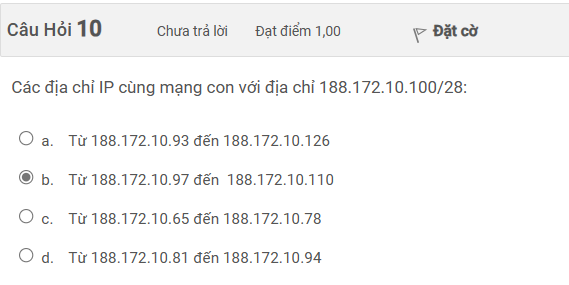 Câu Hỏi 10 Chưa trả lời Đạt điểm 1,00 Đặt cờ
Các địa chỉ IP cùng mạng con với địa chỉ 188.172.10.100/28:
a. Từ 188.172.10.93 đến 188.172.10.126
b. Từ 188.172.10.97 đến 188.172.10.110
c. Từ 188.172.10.65 đến 188.172.10.78
d. Từ 188.172.10.81 đến 188.172.10.94